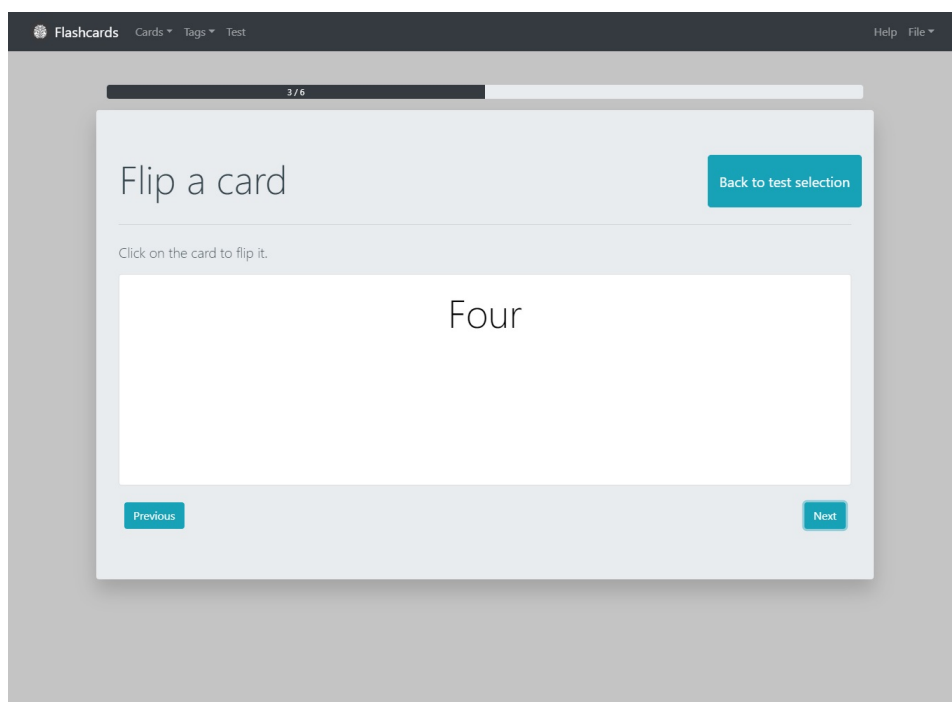 Flashcards Cards Tags Test Help File
3 / 6
Flip a card
Back to test selection
Click on the card to flip it.
Four
Previous Next